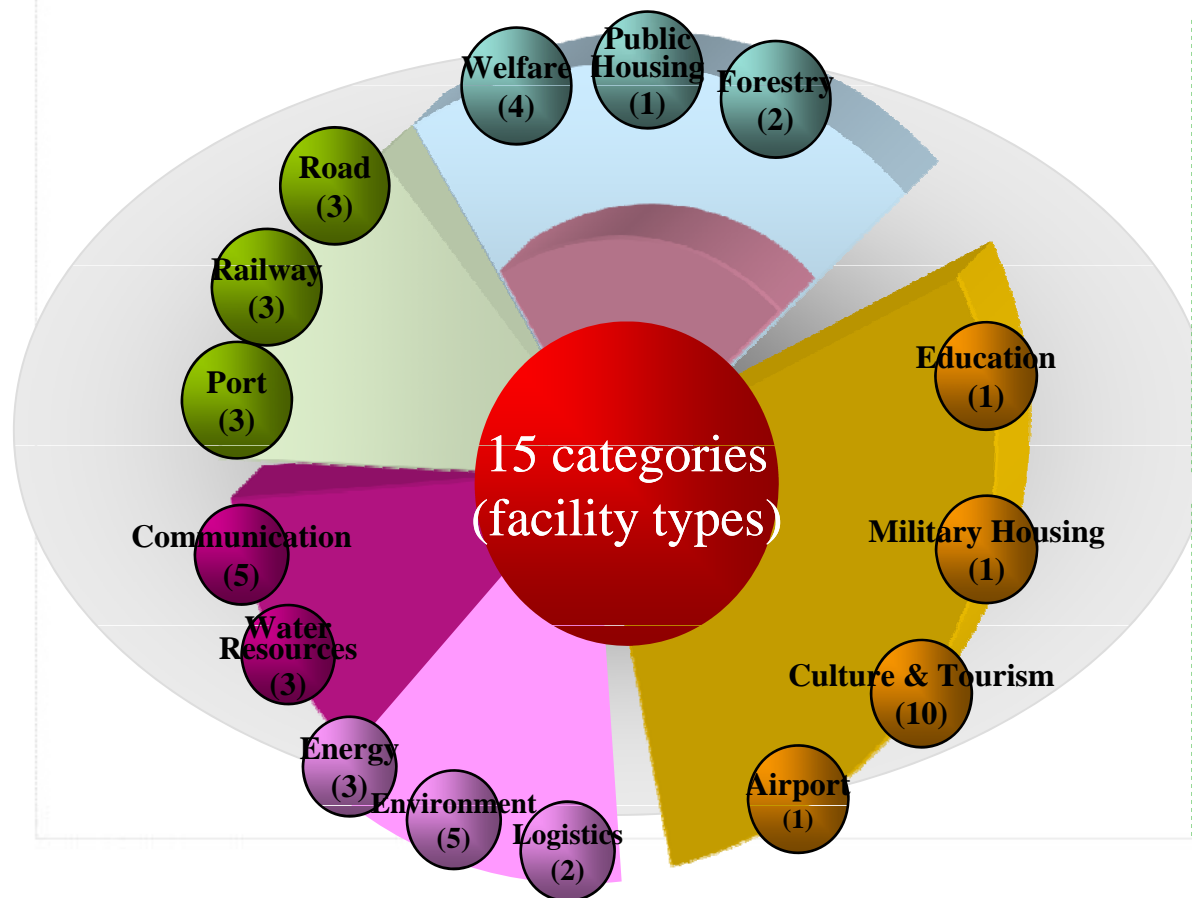 Welfare
(4)
Public
Housing
(1)
Forestry
(2)
Road
(3)
Railway
(3)
Port
(3)
15 categories
(facility types)
Education
(1)
Military Housing
(1)
Culture & Tourism
(10)
Airport
(1)
Communication
(5)
Water
Resources
(3)
Energy
(3)
Environment
(5)
Logistics
(2)